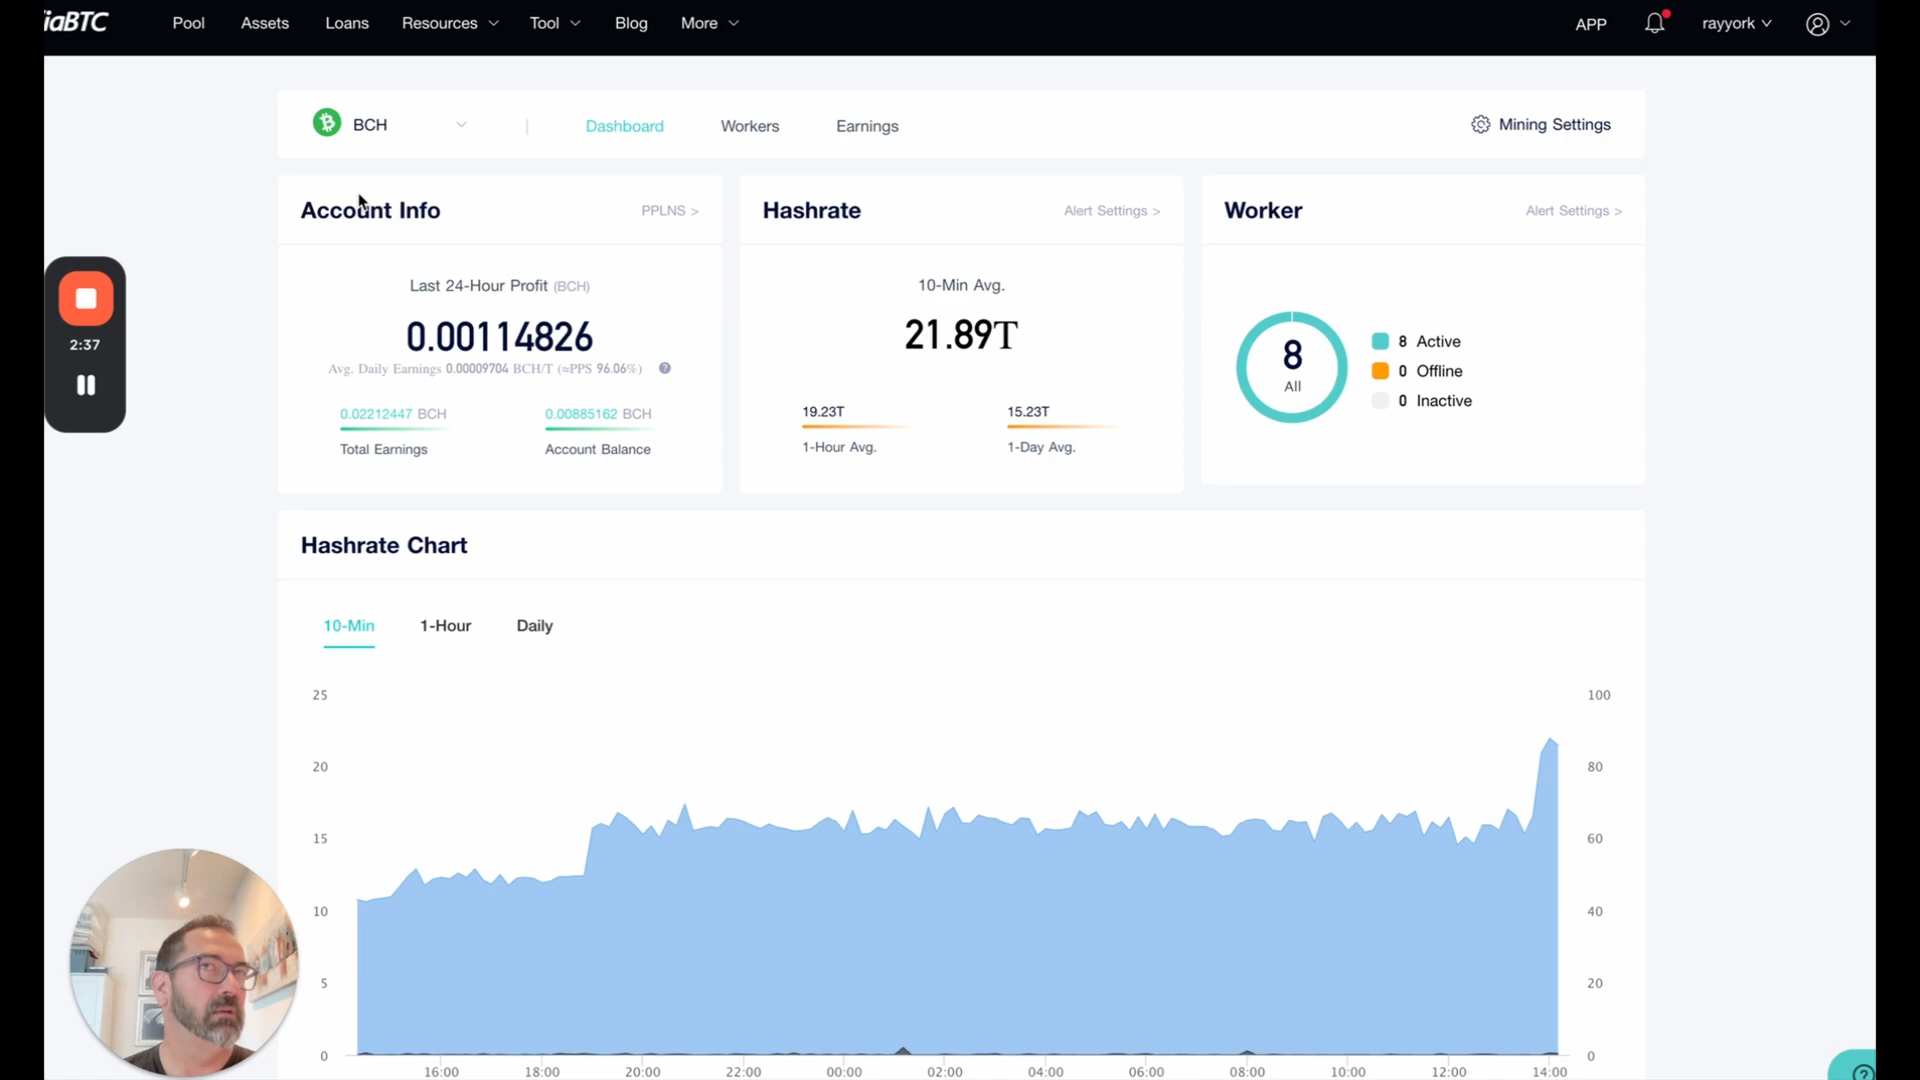 iaBTC
Pool
Assets
Loans
Resources
Tool
Blog
More
APP
rayyork
BCH
Dashboard
Workers
Earnings
Mining Settings
Account Info
PPLNS >
Last 24-Hour Profit (BCH)
0.00114826
Avg. Daily Earnings 0.00009704 BCH/T (≈PPS 96.06%)
0.02212447 BCH
Total Earnings
0.00885162 BCH
Account Balance
Hashrate
Alert Settings >
10-Min Avg.
21.89T
19.23T
1-Hour Avg.
15.23T
1-Day Avg.
Worker
Alert Settings >
8
All
8 Active
0 Offline
0 Inactive
2:37
Hashrate Chart
10-Min
1-Hour
Daily
25
20
15
10
5
0
100
80
60
40
20
0
16:00
18:00
20:00
22:00
00:00
02:00
04:00
06:00
08:00
10:00
12:00
14:00